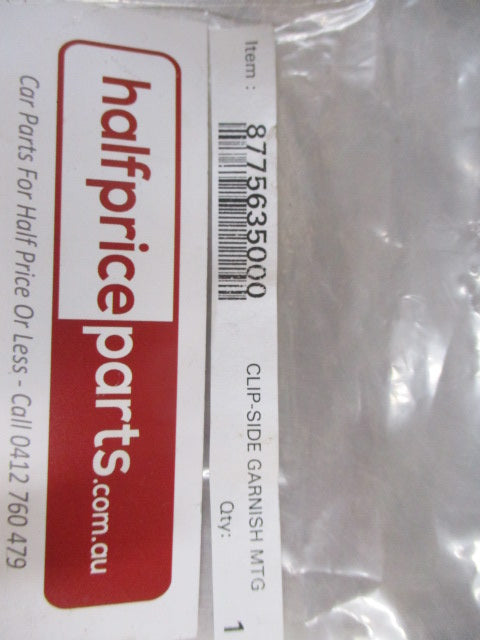 Item :
8775635000
CLIP-SIDE GARNISH MTG
Qty: 1
halfpriceparts.com.au
Car Parts For Half Price Or Less - Call 0412 760 479